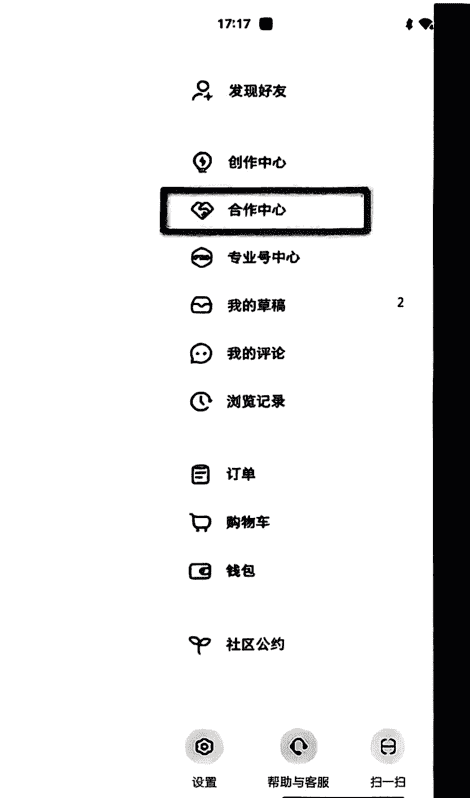 17:17
发现好友
创作中心
合作中心
专业号中心
我的草稿 2
我的评论
浏览记录
订单
购物车
钱包
社区公约
设置 帮助与客服 扫一扫